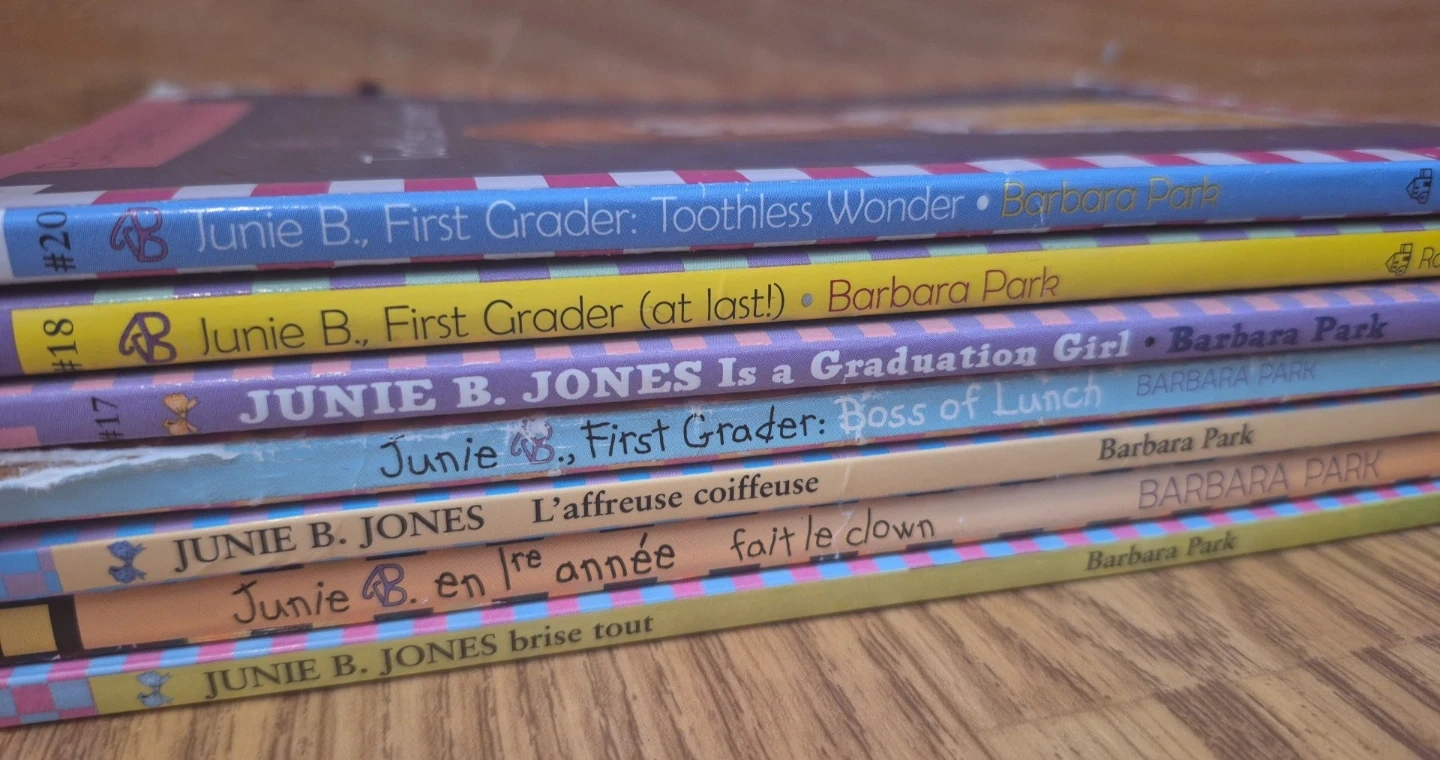 #20 JB Junie B., First Grader: Toothless Wonder • Barbara Park
#18 JB Junie B., First Grader (at last!) • Barbara Park
#17 JUNIE B. JONES Is a Graduation Girl • Barbara Park
Junie B., First Grader: Boss of Lunch BARBARA PARK
JUNIE B. JONES L'affreuse coiffeuse Barbara Park
Junie B. en 1re année fait le clown BARBARA PARK
JUNIE B. JONES brise tout Barbara Park